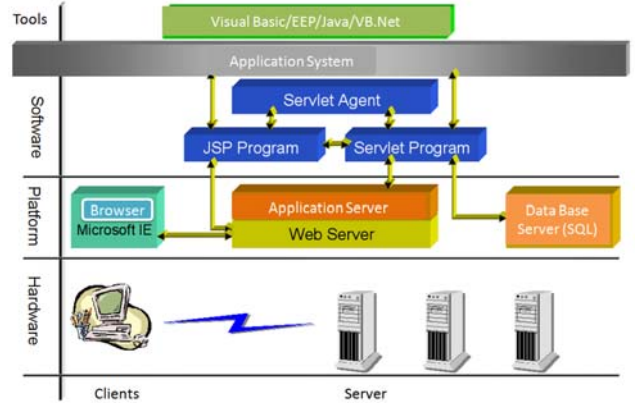 Tools
Visual Basic/EEP/Java/VB.Net
Application System
Software
Servlet Agent
JSP Program
Servlet Program
Platform
Browser
Microsoft IE
Application Server
Web Server
Data Base
Server (SQL)
Hardware
Clients
Server